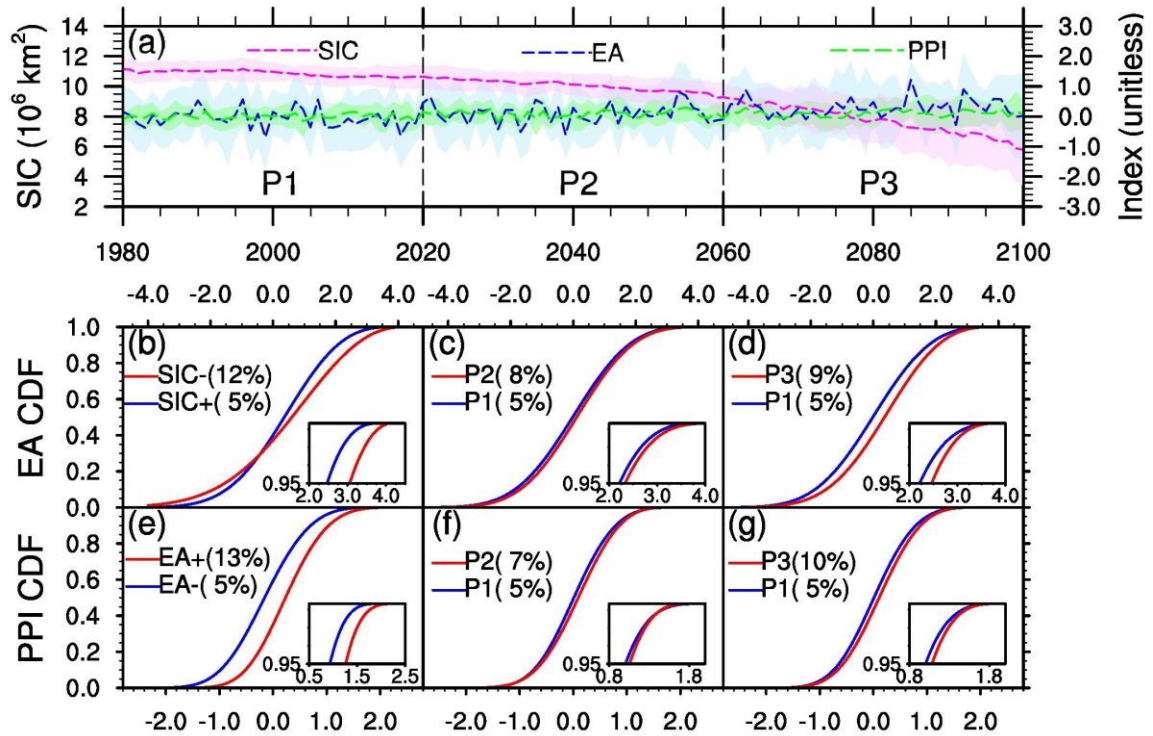 (a) SIC EA PPI
SIC (10⁶ km²)
14
12
10
8
6
4
2
Index (unitless)
3.0
2.0
1.0
0.0
-1.0
-2.0
-3.0
P1 P2 P3
1980 2000 2020 2040 2060 2080 2100
-4.0 -2.0 0.0 2.0 4.0 -4.0 -2.0 0.0 2.0 4.0 -4.0 -2.0 0.0 2.0 4.0
EA CDF
1.0
0.8
0.6
0.4
0.2
0.0
(b)
SIC-(12%)
SIC+( 5%)
0.95
2.0 3.0 4.0
(c)
P2( 8%)
P1( 5%)
0.95
2.0 3.0 4.0
(d)
P3( 9%)
P1( 5%)
0.95
2.0 3.0 4.0
PPI CDF
0.8
0.6
0.4
0.2
0.0
(e)
EA+(13%)
EA-( 5%)
0.95
0.5 1.5 2.5
(f)
P2( 7%)
P1( 5%)
0.95
0.8 1.8
(g)
P3(10%)
P1( 5%)
0.95
0.8 1.8
-2.0 -1.0 0.0 1.0 2.0 -2.0 -1.0 0.0 1.0 2.0 -2.0 -1.0 0.0 1.0 2.0